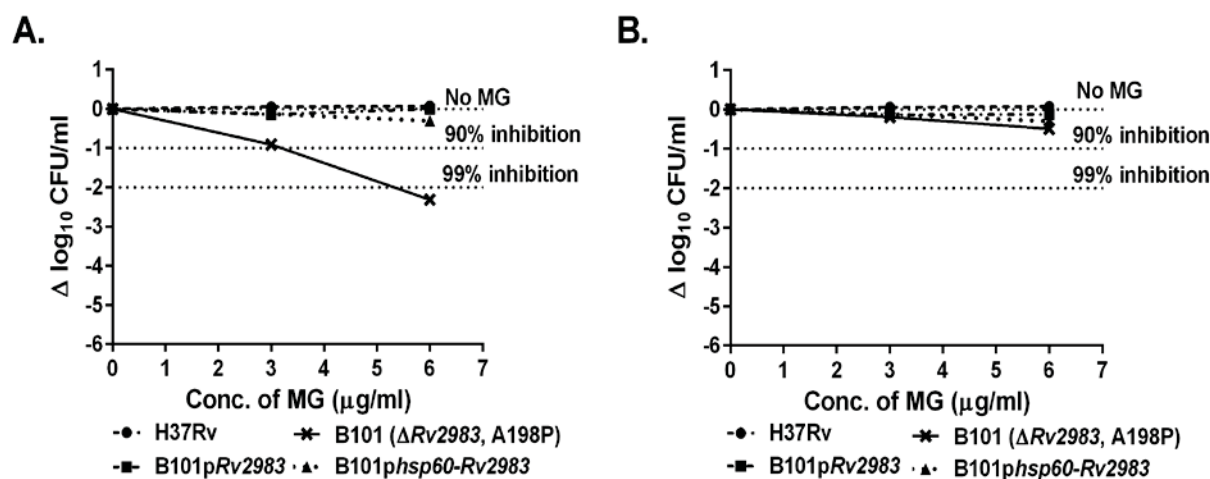 A.
1
0
-1
-2
-3
-4
-5
-6
Δ log10 CFU/ml
No MG
90% inhibition
99% inhibition
0 1 2 3 4 5 6 7
Conc. of MG (μg/ml)
H37Rv
B101 (ΔRv2983, A198P)
B101pRv2983
B101phsp60-Rv2983
B.
1
0
-1
-2
-3
-4
-5
-6
Δ log10 CFU/ml
No MG
90% inhibition
99% inhibition
0 1 2 3 4 5 6 7
Conc. of MG (μg/ml)
H37Rv
B101 (ΔRv2983, A198P)
B101pRv2983
B101phsp60-Rv2983